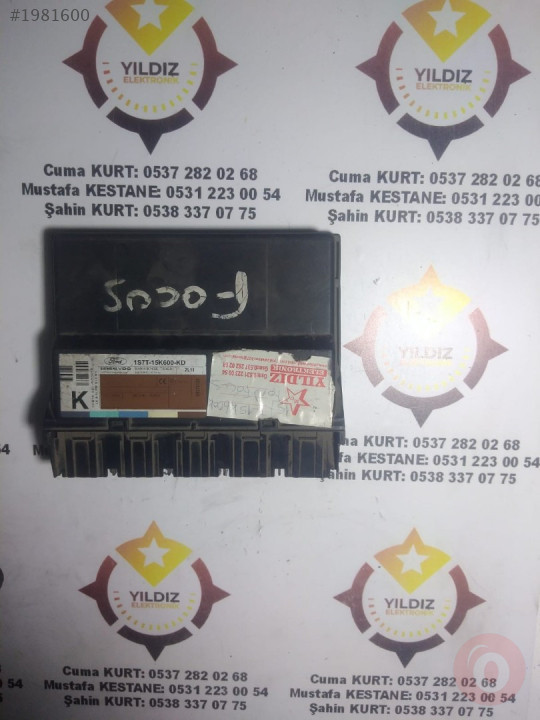 #1981600
YILDIZ
ELEKTRONİK
Cuma KURT: 0537 282 02 68
Mustafa KESTANE: 0531 223 00 54
Şahin KURT: 0538 337 07 75
YILDIZ
ELEKTRONİK
Cuma KURT: 0537 282 02 68
Mustafa KESTANE: 0531 223 00 54
Şahin KURT: 0538 337 07 75
FOCUS
Ford
1S7T-15K600-KD
K
YILDIZ
ELEKTRONİK
YILDIZ
KURT: 0537 282 02 68
KESTANE: 0531 223 00 54
Şahin KURT: 0538 337 07 75
YILDIZ
ELEKTRONİK
Cuma KURT: 0537 282 02 68
Mustafa KESTANE: 0531 223 00 54
Şahin KURT: 0538 337 07 75
YILDIZ
ELEKTRONİK
Cuma KURT: 0537 282 02 68
Mustafa KESTANE: 0531 223 00 54
Şahin KURT: 0538 337 07 75